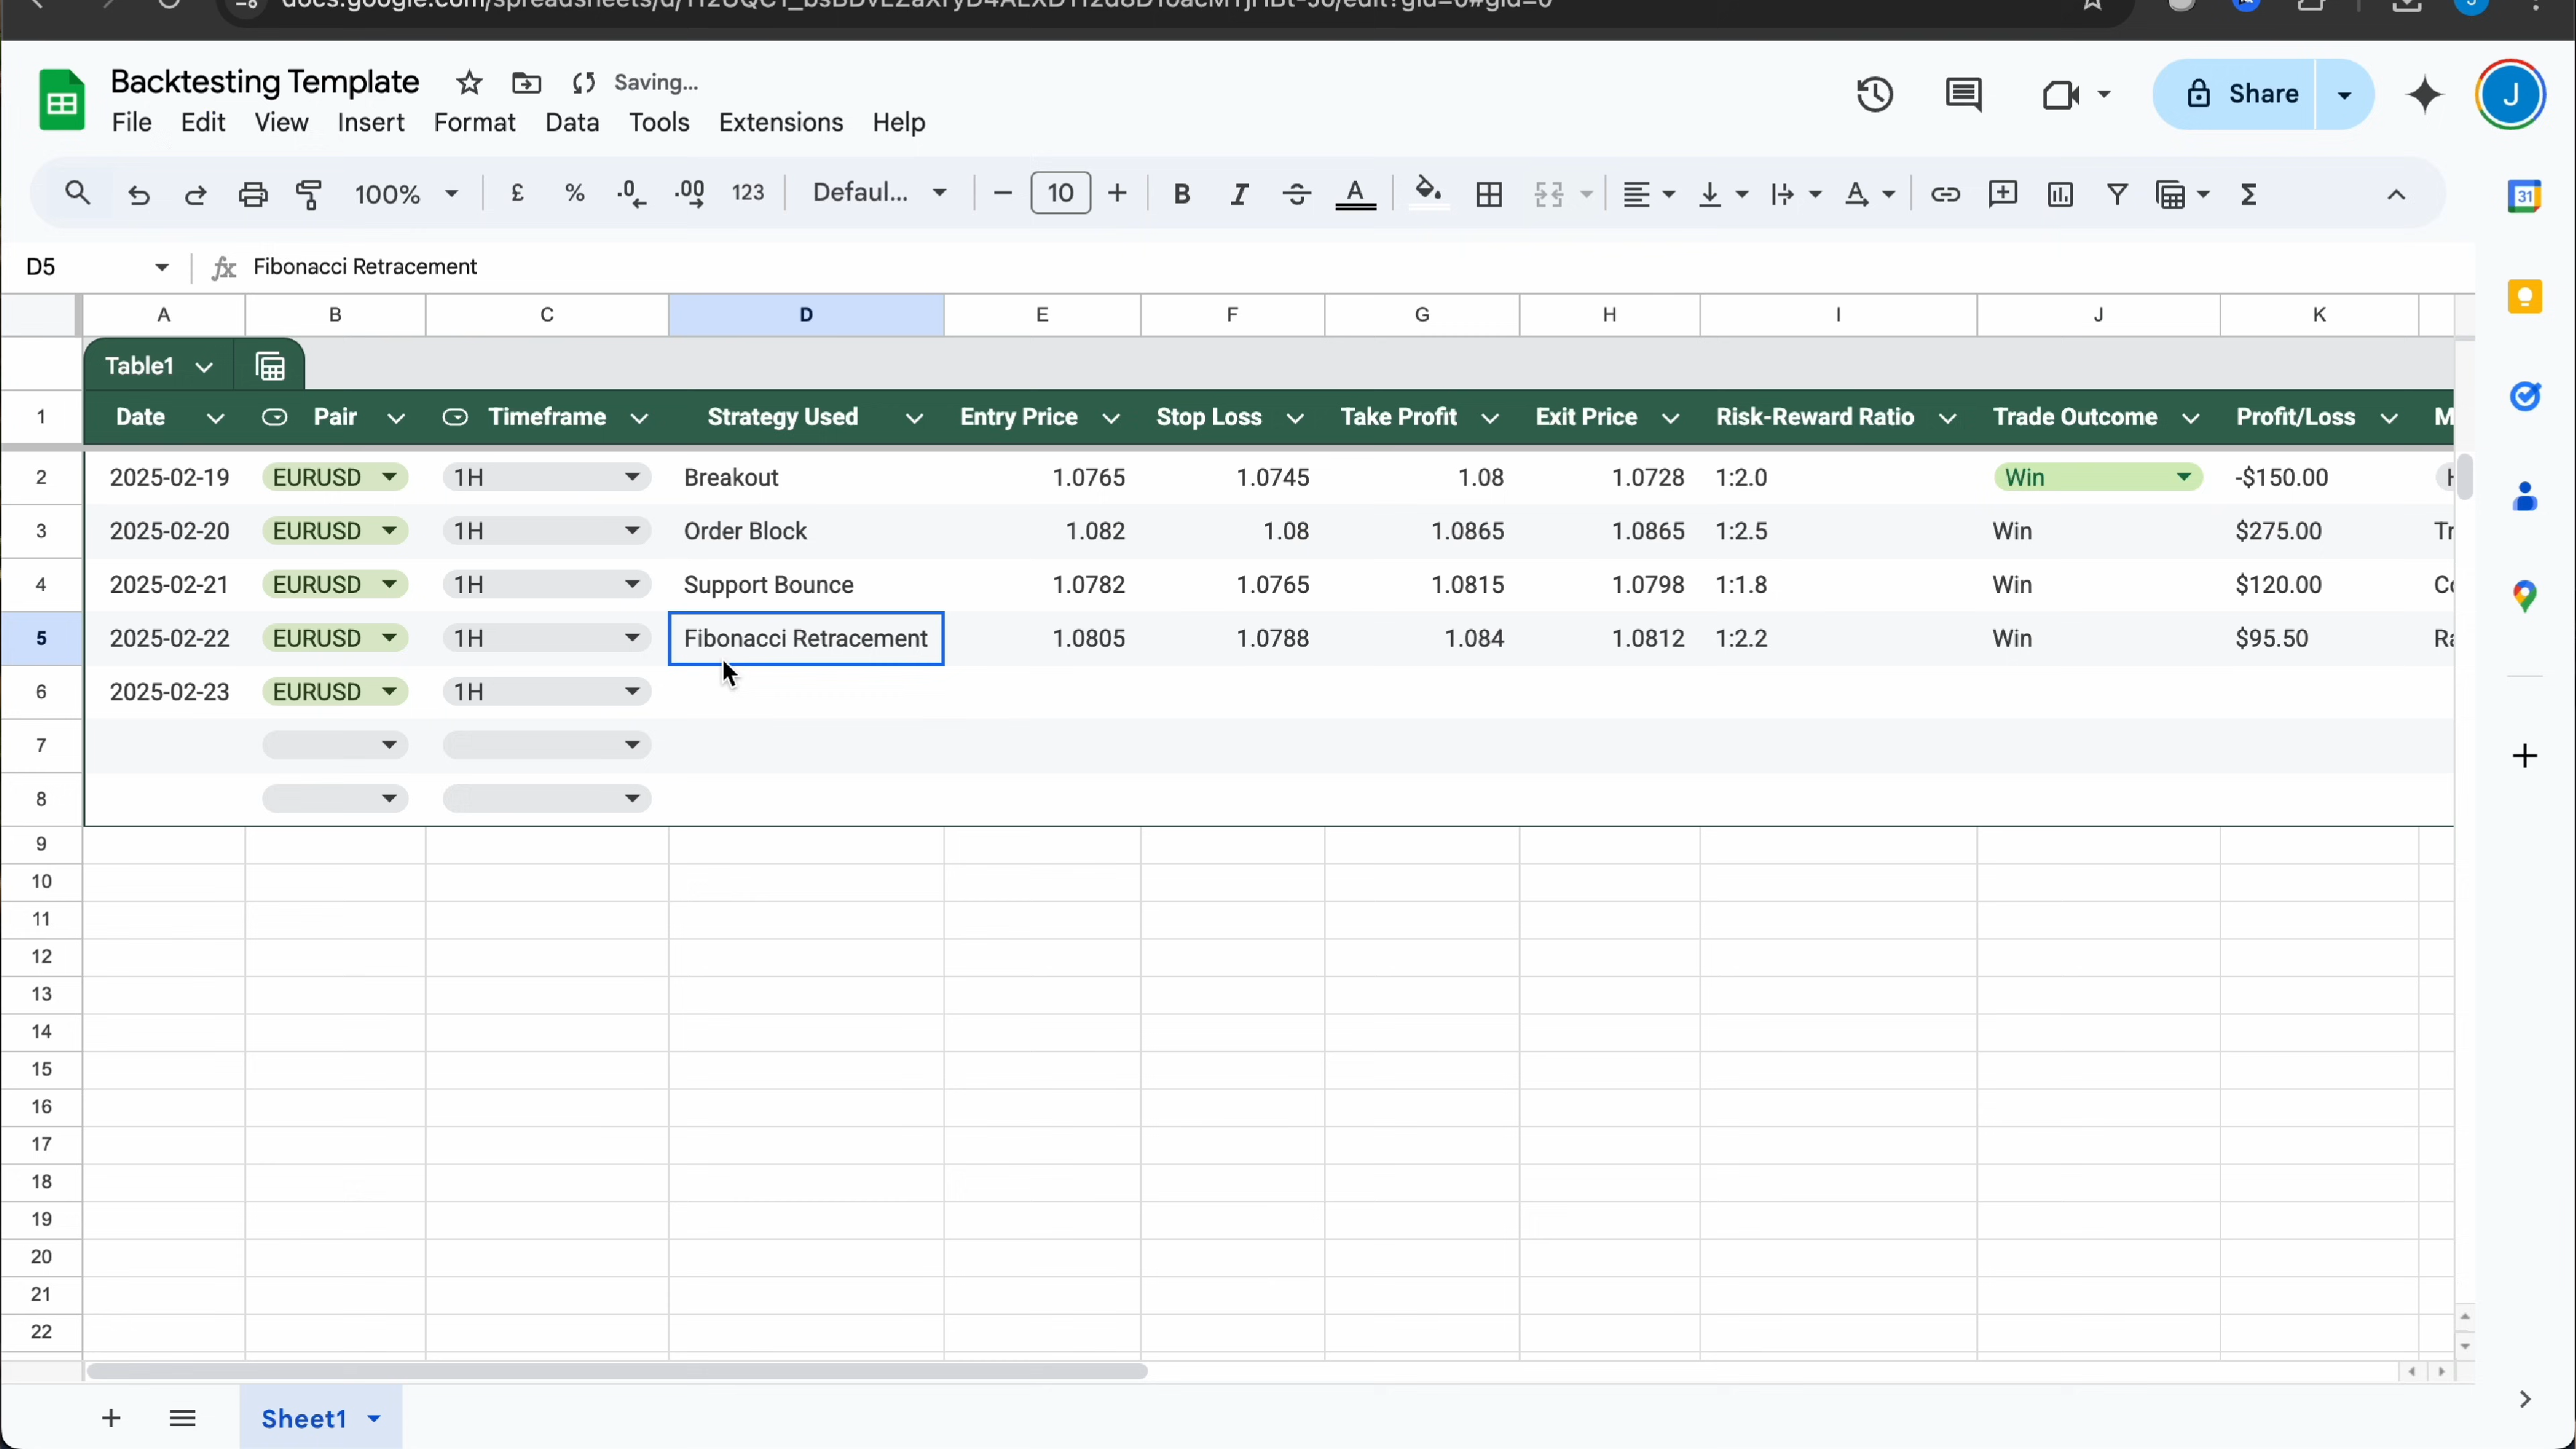 Backtesting Template Saving...
File Edit View Insert Format Data Tools Extensions Help
Share
J
100% £ % .0 .00 123 Defaul... 10 B I A
31
D5 fx Fibonacci Retracement
A B C D E F G H I J K
Table1
1 Date Pair Timeframe Strategy Used Entry Price Stop Loss Take Profit Exit Price Risk-Reward Ratio Trade Outcome Profit/Loss M
2 2025-02-19 EURUSD 1H Breakout 1.0765 1.0745 1.08 1.0728 1:2.0 Win -$150.00 H
3 2025-02-20 EURUSD 1H Order Block 1.082 1.08 1.0865 1.0865 1:2.5 Win $275.00 Tr
4 2025-02-21 EURUSD 1H Support Bounce 1.0782 1.0765 1.0815 1.0798 1:1.8 Win $120.00 Co
5 2025-02-22 EURUSD 1H Fibonacci Retracement 1.0805 1.0788 1.084 1.0812 1:2.2 Win $95.50 Ra
6 2025-02-23 EURUSD 1H
7
8
9
10
11
12
13
14
15
16
17
18
19
20
21
22
Sheet1